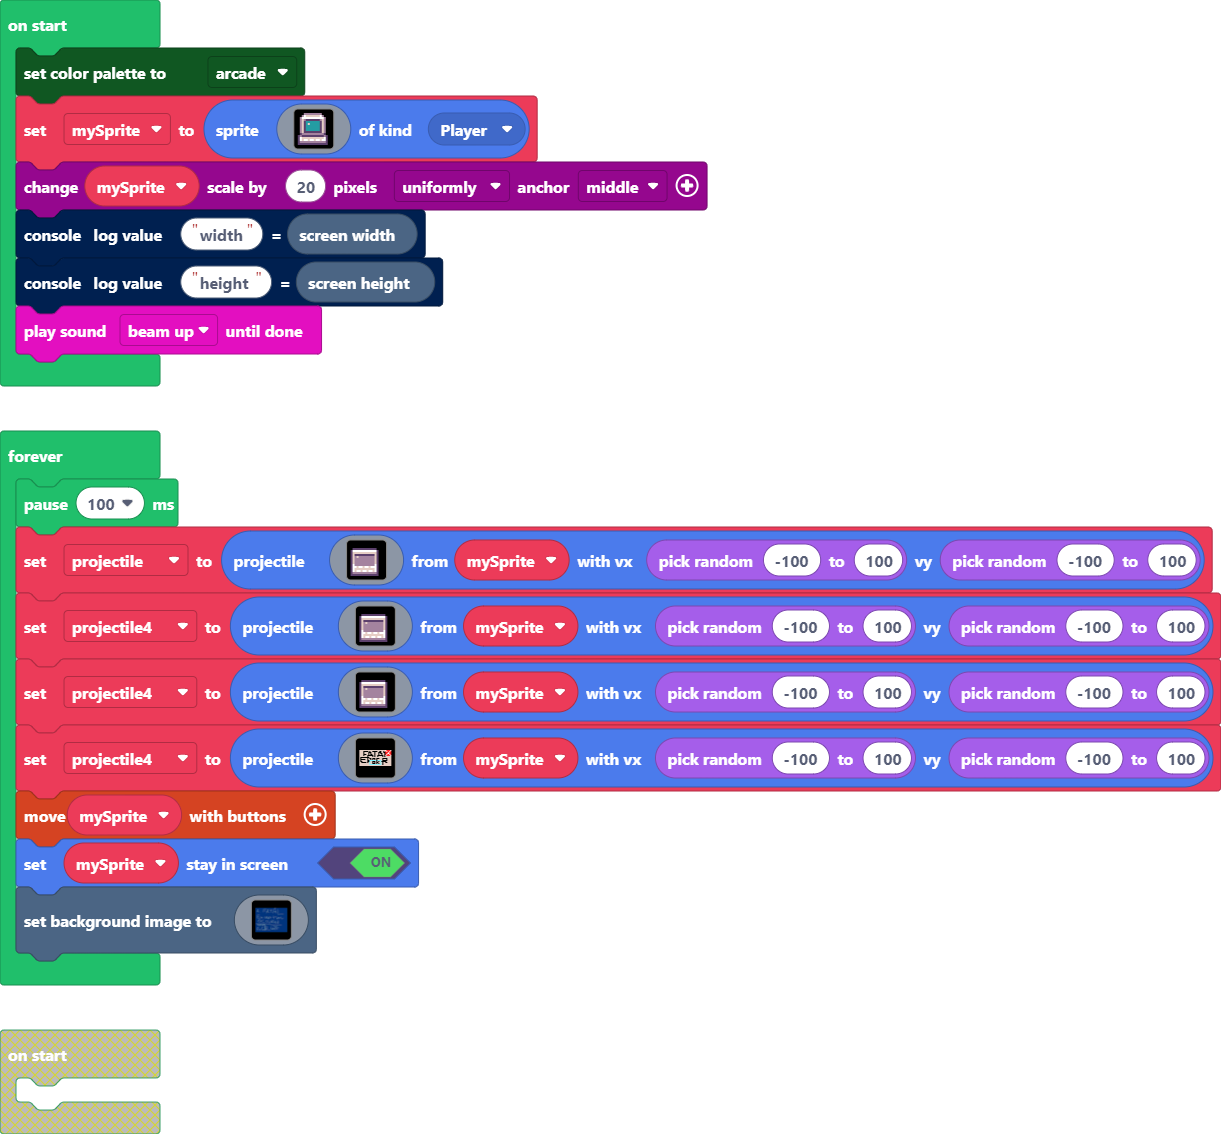 on start
set color palette to arcade
set mySprite to sprite of kind Player
change mySprite scale by 20 pixels uniformly anchor middle
console log value "width" = screen width
console log value "height" = screen height
play sound beam up until done
forever
pause 100 ms
set projectile to projectile from mySprite with vx pick random -100 to 100 vy pick random -100 to 100
set projectile4 to projectile from mySprite with vx pick random -100 to 100 vy pick random -100 to 100
set projectile4 to projectile from mySprite with vx pick random -100 to 100 vy pick random -100 to 100
set projectile4 to projectile from mySprite with vx pick random -100 to 100 vy pick random -100 to 100
move mySprite with buttons
set mySprite stay in screen ON
set background image to
on start